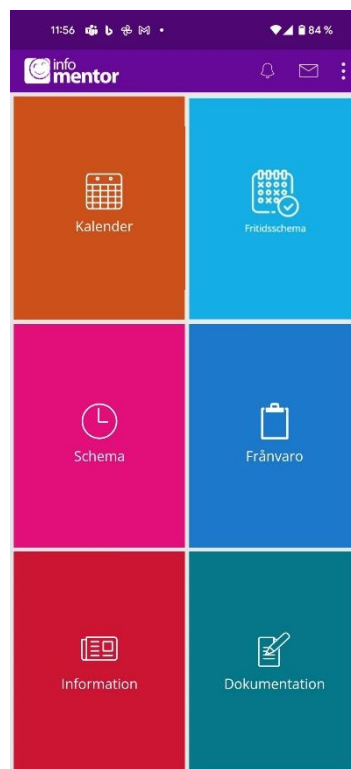 11:56 84 %
info
mentor
Kalender
Fritidsschema
Schema
Frånvaro
Information
Dokumentation